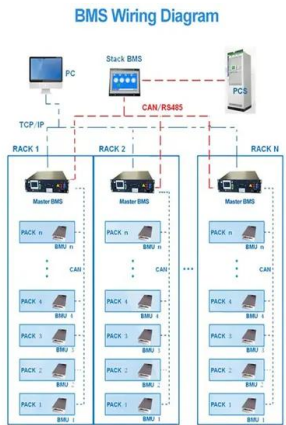 BMS Wiring Diagram
Stack BMS
PC
PCS
CAN/RS485
TCP/IP
RACK 1
RACK 2
RACK N
Master BMS
Master BMS
Master BMS
PACK n
BMU n
PACK n
BMU n
PACK n
BMU n
CAN
CAN
CAN
PACK 4
BMU 4
PACK 4
BMU 4
PACK 4
BMU 4
PACK 3
BMU 3
PACK 3
BMU 3
PACK 3
BMU 3
PACK 2
BMU 2
PACK 2
BMU 2
PACK 2
BMU 2
PACK 1
BMU 1
PACK 1
BMU 1
PACK 1
BMU 1